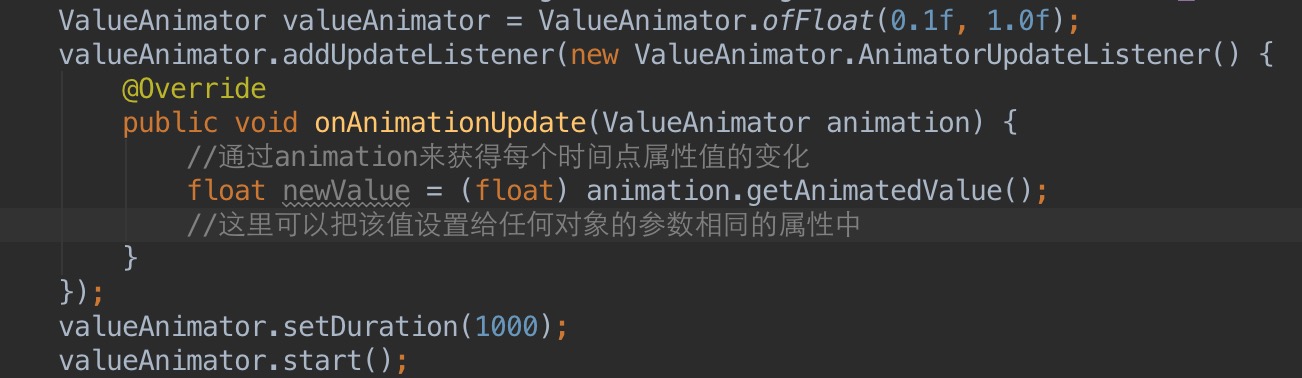 ValueAnimator valueAnimator = ValueAnimator.ofFloat(0.1f, 1.0f);
valueAnimator.addUpdateListener(new ValueAnimator.AnimatorUpdateListener() {
@Override
public void onAnimationUpdate(ValueAnimator animation) {
//通过animation来获得每个时间点属性值的变化
float newValue = (float) animation.getAnimatedValue();
//这里可以把该值设置给任何对象的参数相同的属性中
}
});
valueAnimator.setDuration(1000);
valueAnimator.start();